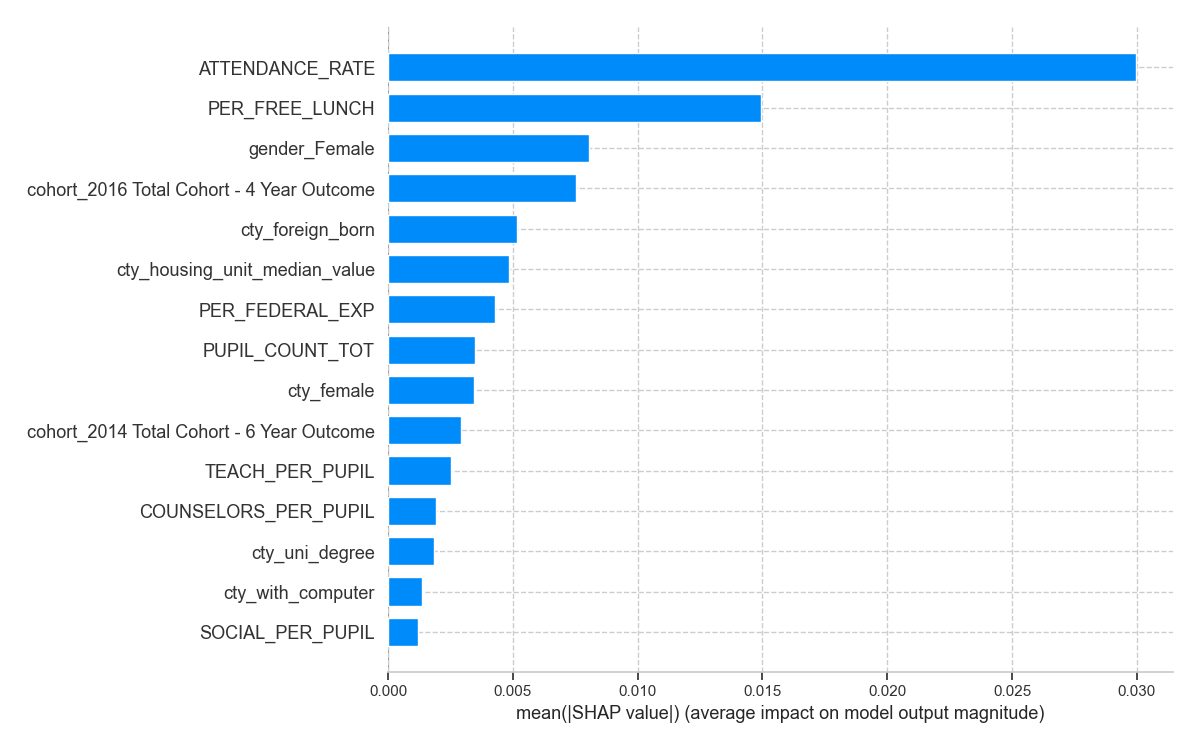 ATTENDANCE_RATE
PER_FREE_LUNCH
gender_Female
cohort_2016 Total Cohort - 4 Year Outcome
cty_foreign_born
cty_housing_unit_median_value
PER_FEDERAL_EXP
PUPIL_COUNT_TOT
cty_female
cohort_2014 Total Cohort - 6 Year Outcome
TEACH_PER_PUPIL
COUNSELORS_PER_PUPIL
cty_uni_degree
cty_with_computer
SOCIAL_PER_PUPIL
0.000 0.005 0.010 0.015 0.020 0.025 0.030
mean(|SHAP value|) (average impact on model output magnitude)